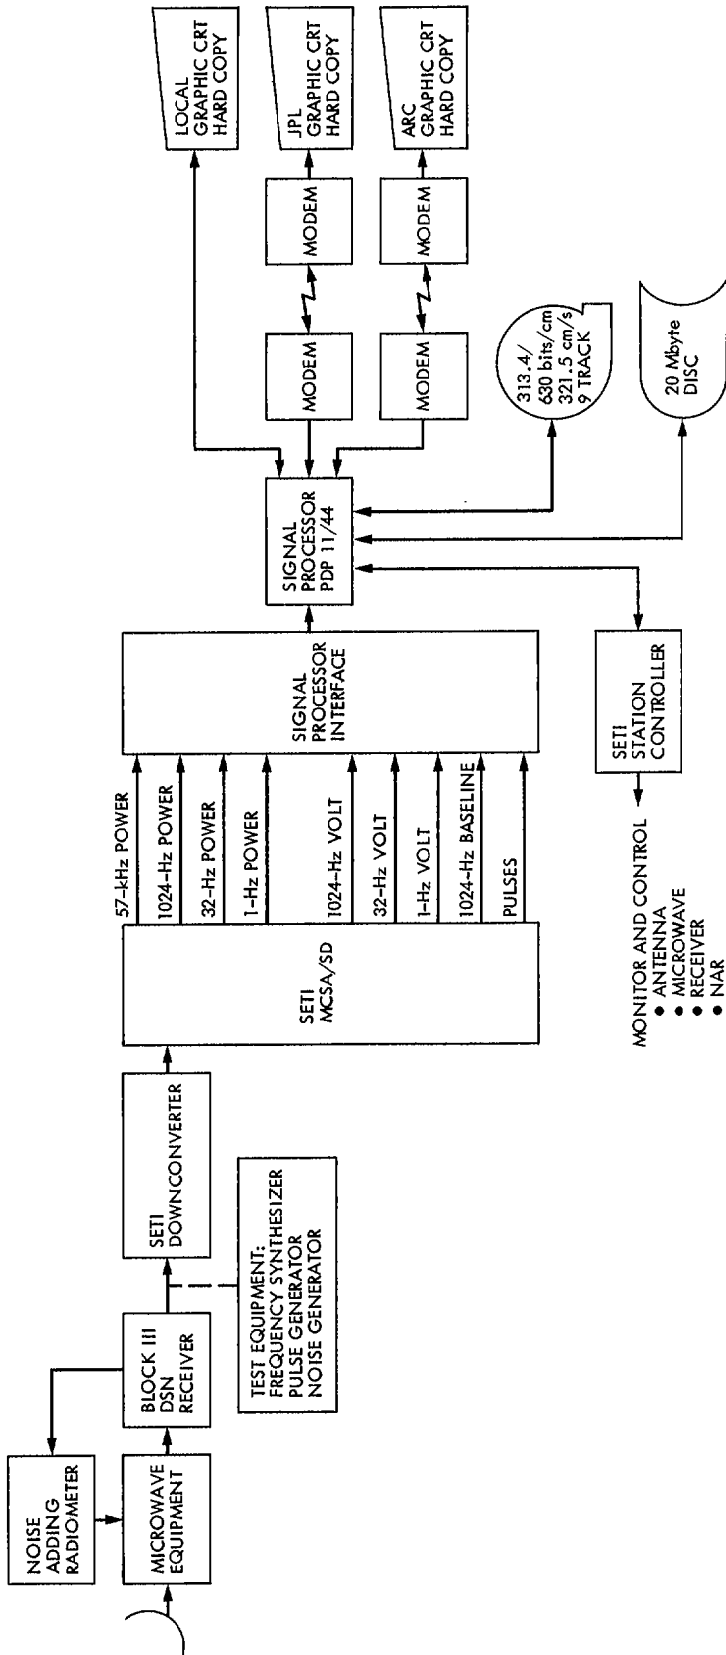 NOISE
ADDING
RADIOMETER
MICROWAVE
EQUIPMENT
BLOCK III
DSN
RECEIVER
TEST EQUIPMENT:
FREQUENCY SYNTHESIZER
PULSE GENERATOR
NOISE GENERATOR
SETI
DOWNCONVERTER
SETI
MCSA/SD
57-kHz POWER
1024-Hz POWER
32-Hz POWER
1-Hz POWER
1024-Hz VOLT
32-Hz VOLT
1-Hz VOLT
1024-Hz BASELINE
PULSES
SIGNAL
PROCESSOR
INTERFACE
SIGNAL
PROCESSOR
PDP 11/44
MODEM
MODEM
MODEM
MODEM
LOCAL
GRAPHIC CRT
HARD COPY
JPL
GRAPHIC CRT
HARD COPY
ARC
GRAPHIC CRT
HARD COPY
313.4/
630 bits/cm
321.5 cm/s
9 TRACK
20 Mbyte
DISC
SETI
STATION
CONTROLLER
MONITOR AND CONTROL
• ANTENNA
• MICROWAVE
• RECEIVER
• NAR